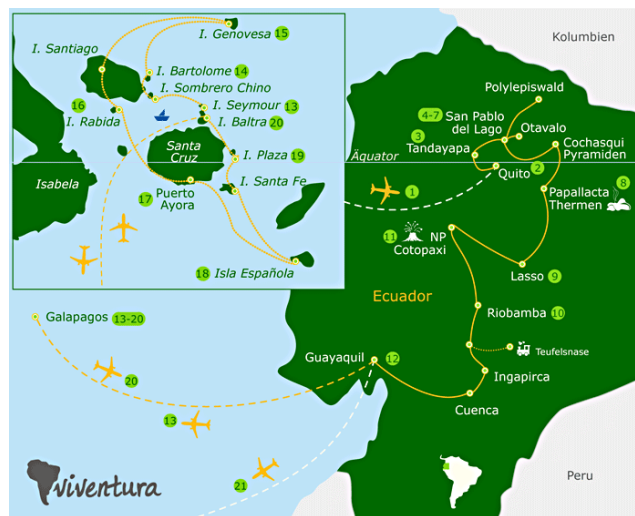 Kolumbien
I. Genovesa 15
I. Santiago
I. Bartolome 14
I. Sombrero Chino
I. Seymour 13
16
I. Rabida
I. Baltra 20
Santa
Cruz
I. Plaza 19
Isabela
I. Santa Fe
17 Puerto
Ayora
18 Isla Española
Polylepiswald
4-7 San Pablo
del Lago
Otavalo
3
Tandayapa
Cochasqui
Pyramiden
Äquator
Quito 2
1
Papallacta
Thermen
8
11 NP
Cotopaxi
Lasso 9
Ecuador
Galapagos 13-20
Riobamba 10
Guayaquil 12
Teufelsnase
20
Ingapirca
13
Cuenca
21
Peru
viventura